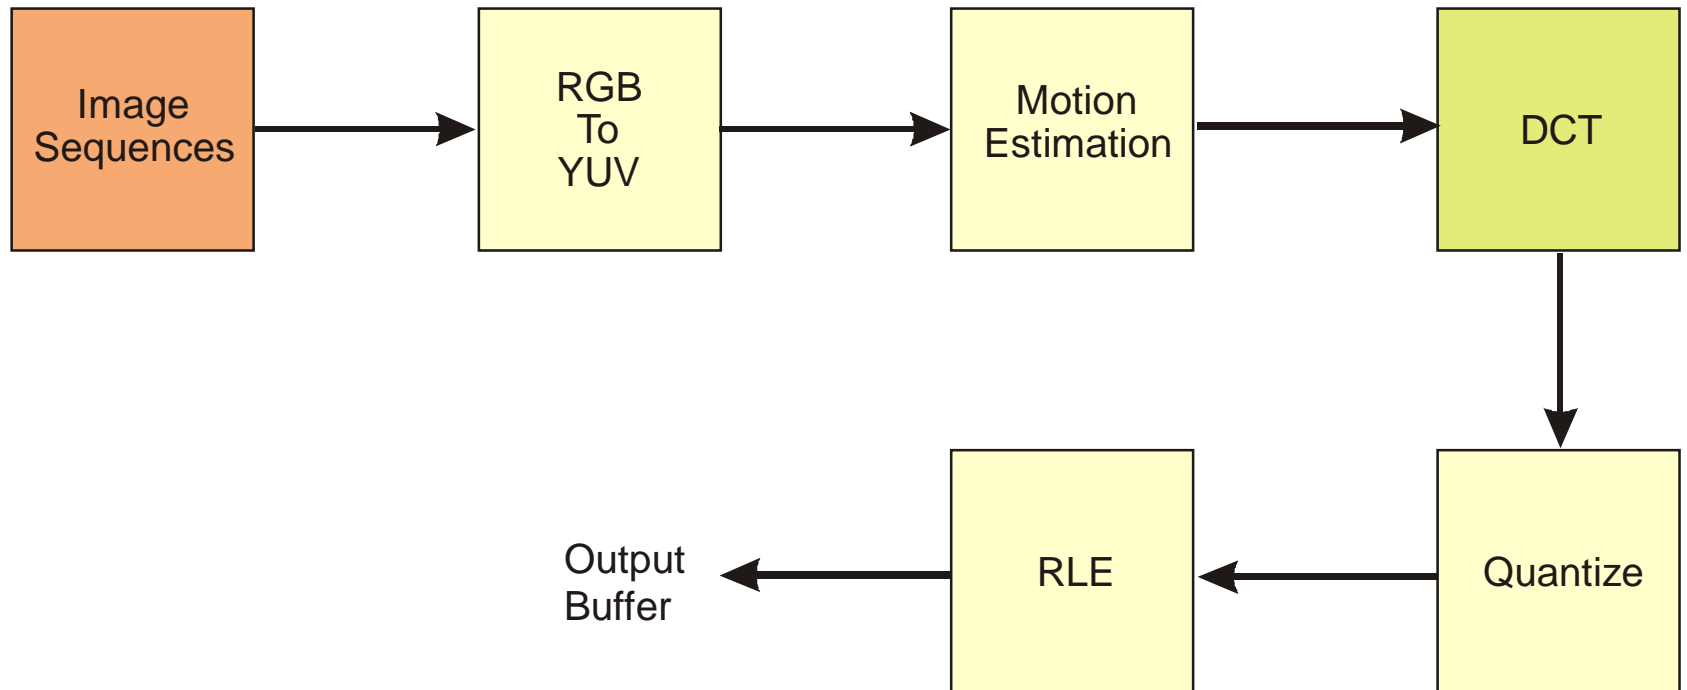 Image
Sequences
RGB
To
YUV
Motion
Estimation
DCT
Quantize
RLE
Output
Buffer